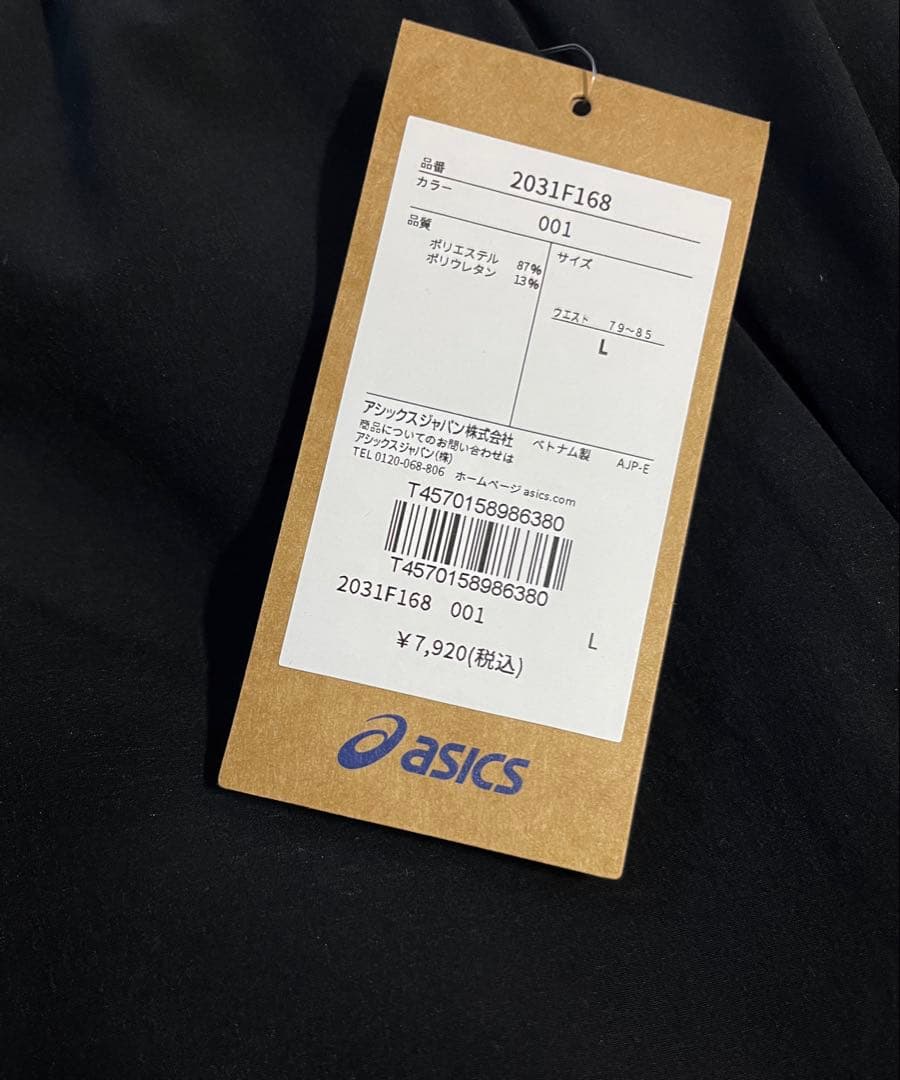 品番 2031F168
カラー 001
品質
ポリエステル 87%
ポリウレタン 13%
サイズ
ウエスト 79〜85
L
アシックスジャパン株式会社 ベトナム製 AJP-E
商品についてのお問い合わせは
アシックスジャパン(株)
TEL 0120-068-806 ホームページ asics.com
T4570158986380
T4570158986380
2031F168 001 L
¥7,920(税込)
asics